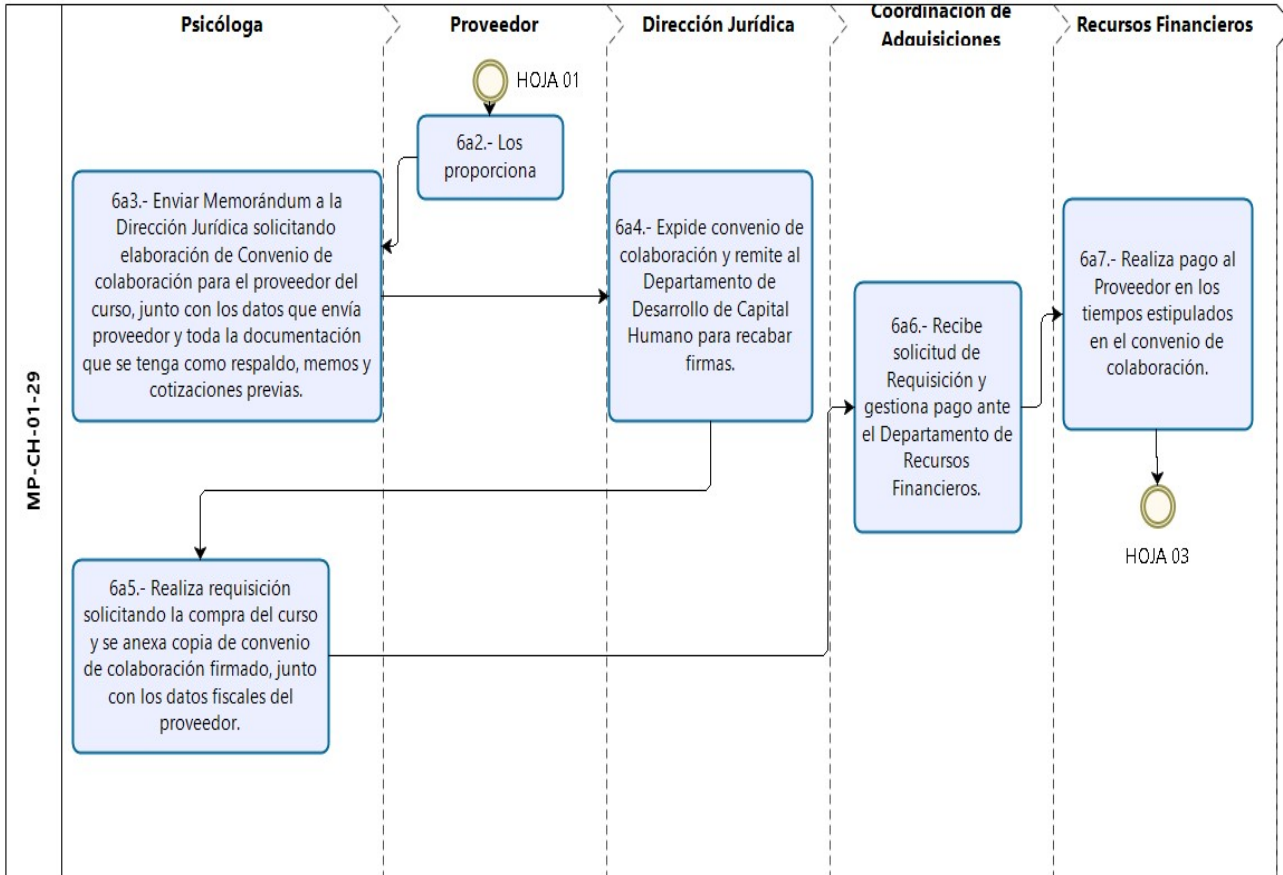 MP-CH-01-29
Psicóloga
Proveedor
Dirección Jurídica
Coordinación de
Adquisiciones
Recursos Financieros
HOJA 01
6a2.- Los
proporciona
6a3.- Enviar Memorándum a la
Dirección Jurídica solicitando
elaboración de Convenio de
colaboración para el proveedor del
curso, junto con los datos que envía
proveedor y toda la documentación
que se tenga como respaldo, memos y
cotizaciones previas.
6a4.- Expide convenio de
colaboración y remite al
Departamento de
Desarrollo de Capital
Humano para recabar
firmas.
6a5.- Realiza requisición
solicitando la compra del curso
y se anexa copia de convenio
de colaboración firmado, junto
con los datos fiscales del
proveedor.
6a6.- Recibe
solicitud de
Requisición y
gestiona pago ante
el Departamento de
Recursos
Financieros.
6a7.- Realiza pago al
Proveedor en los
tiempos estipulados
en el convenio de
colaboración.
HOJA 03